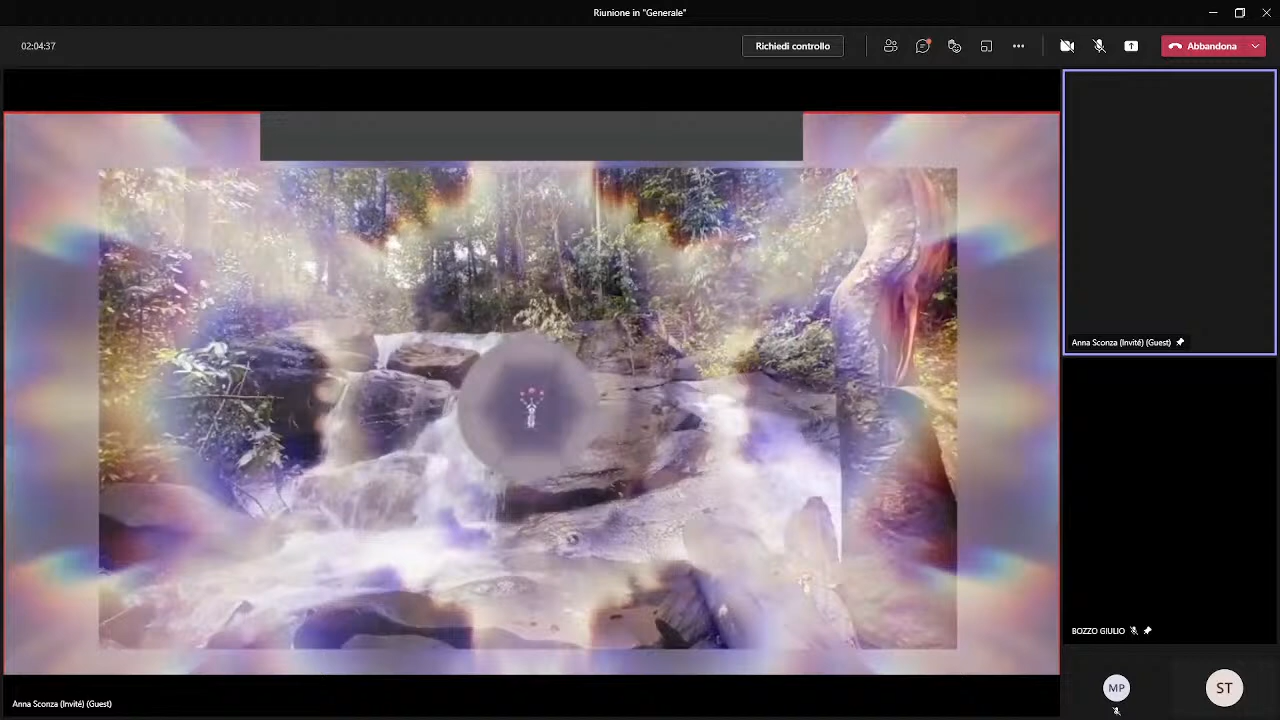 Riunione in "Generale"
02:04:37
Richiedi controllo
Abbandona
Anna Sconza (Invité) (Guest)
BOZZO GIULIO
MP
ST
Anna Sconza (Invité) (Guest)